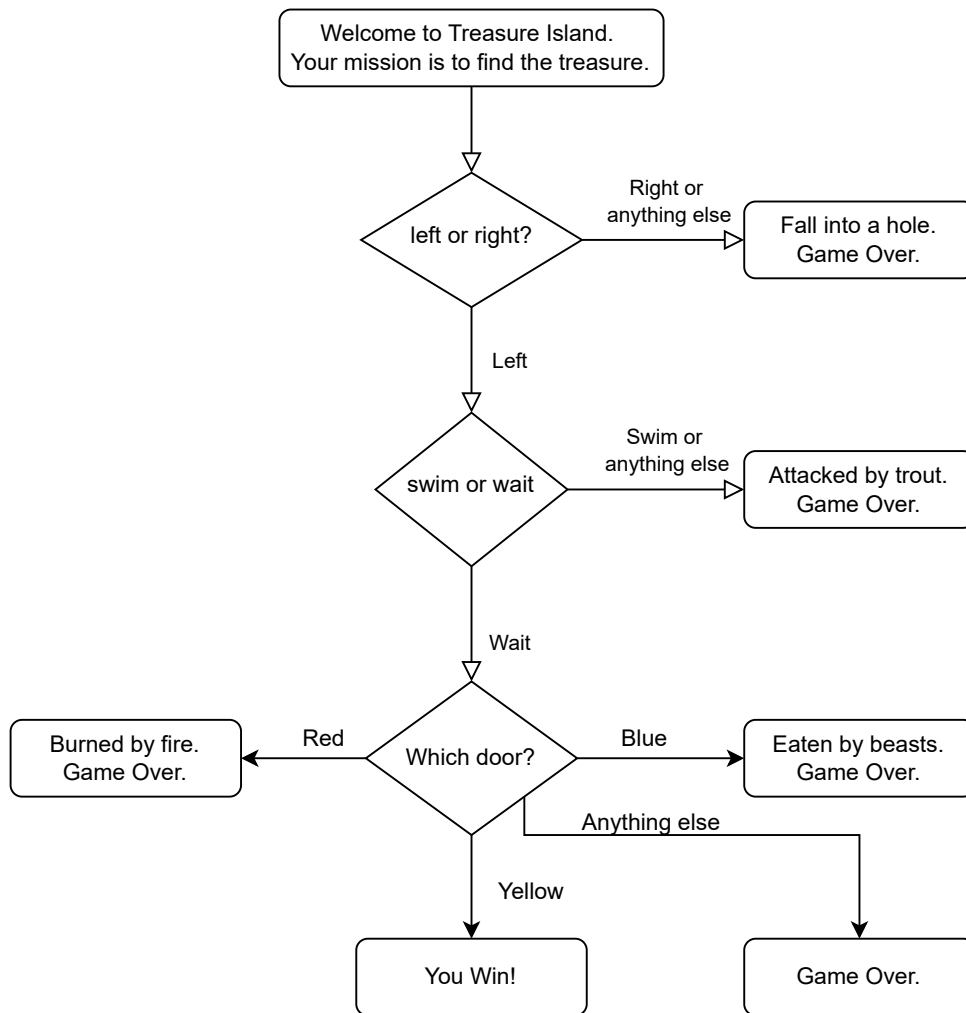 Welcome to Treasure Island.
Your mission is to find the treasure.
left or right?
Right or
anything else
Fall into a hole.
Game Over.
Left
swim or wait
Swim or
anything else
Attacked by trout.
Game Over.
Wait
Which door?
Red
Burned by fire.
Game Over.
Blue
Eaten by beasts.
Game Over.
Anything else
Yellow
You Win!
Game Over.